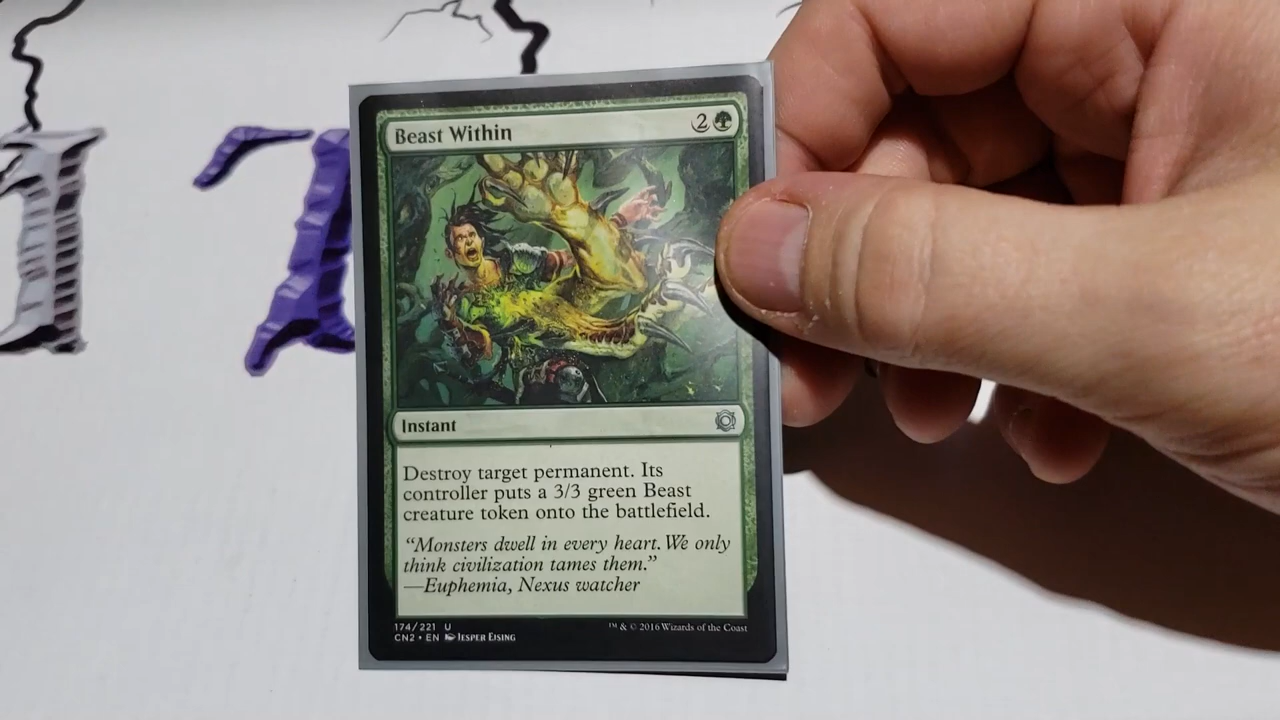 Beast Within 2
Instant
Destroy target permanent. Its
controller puts a 3/3 green Beast
creature token onto the battlefield.
“Monsters dwell in every heart. We only
think civilization tames them.”
—Euphemia, Nexus watcher
174/221 U
CN2 • EN Jesper Eising
™ & © 2016 Wizards of the Coast